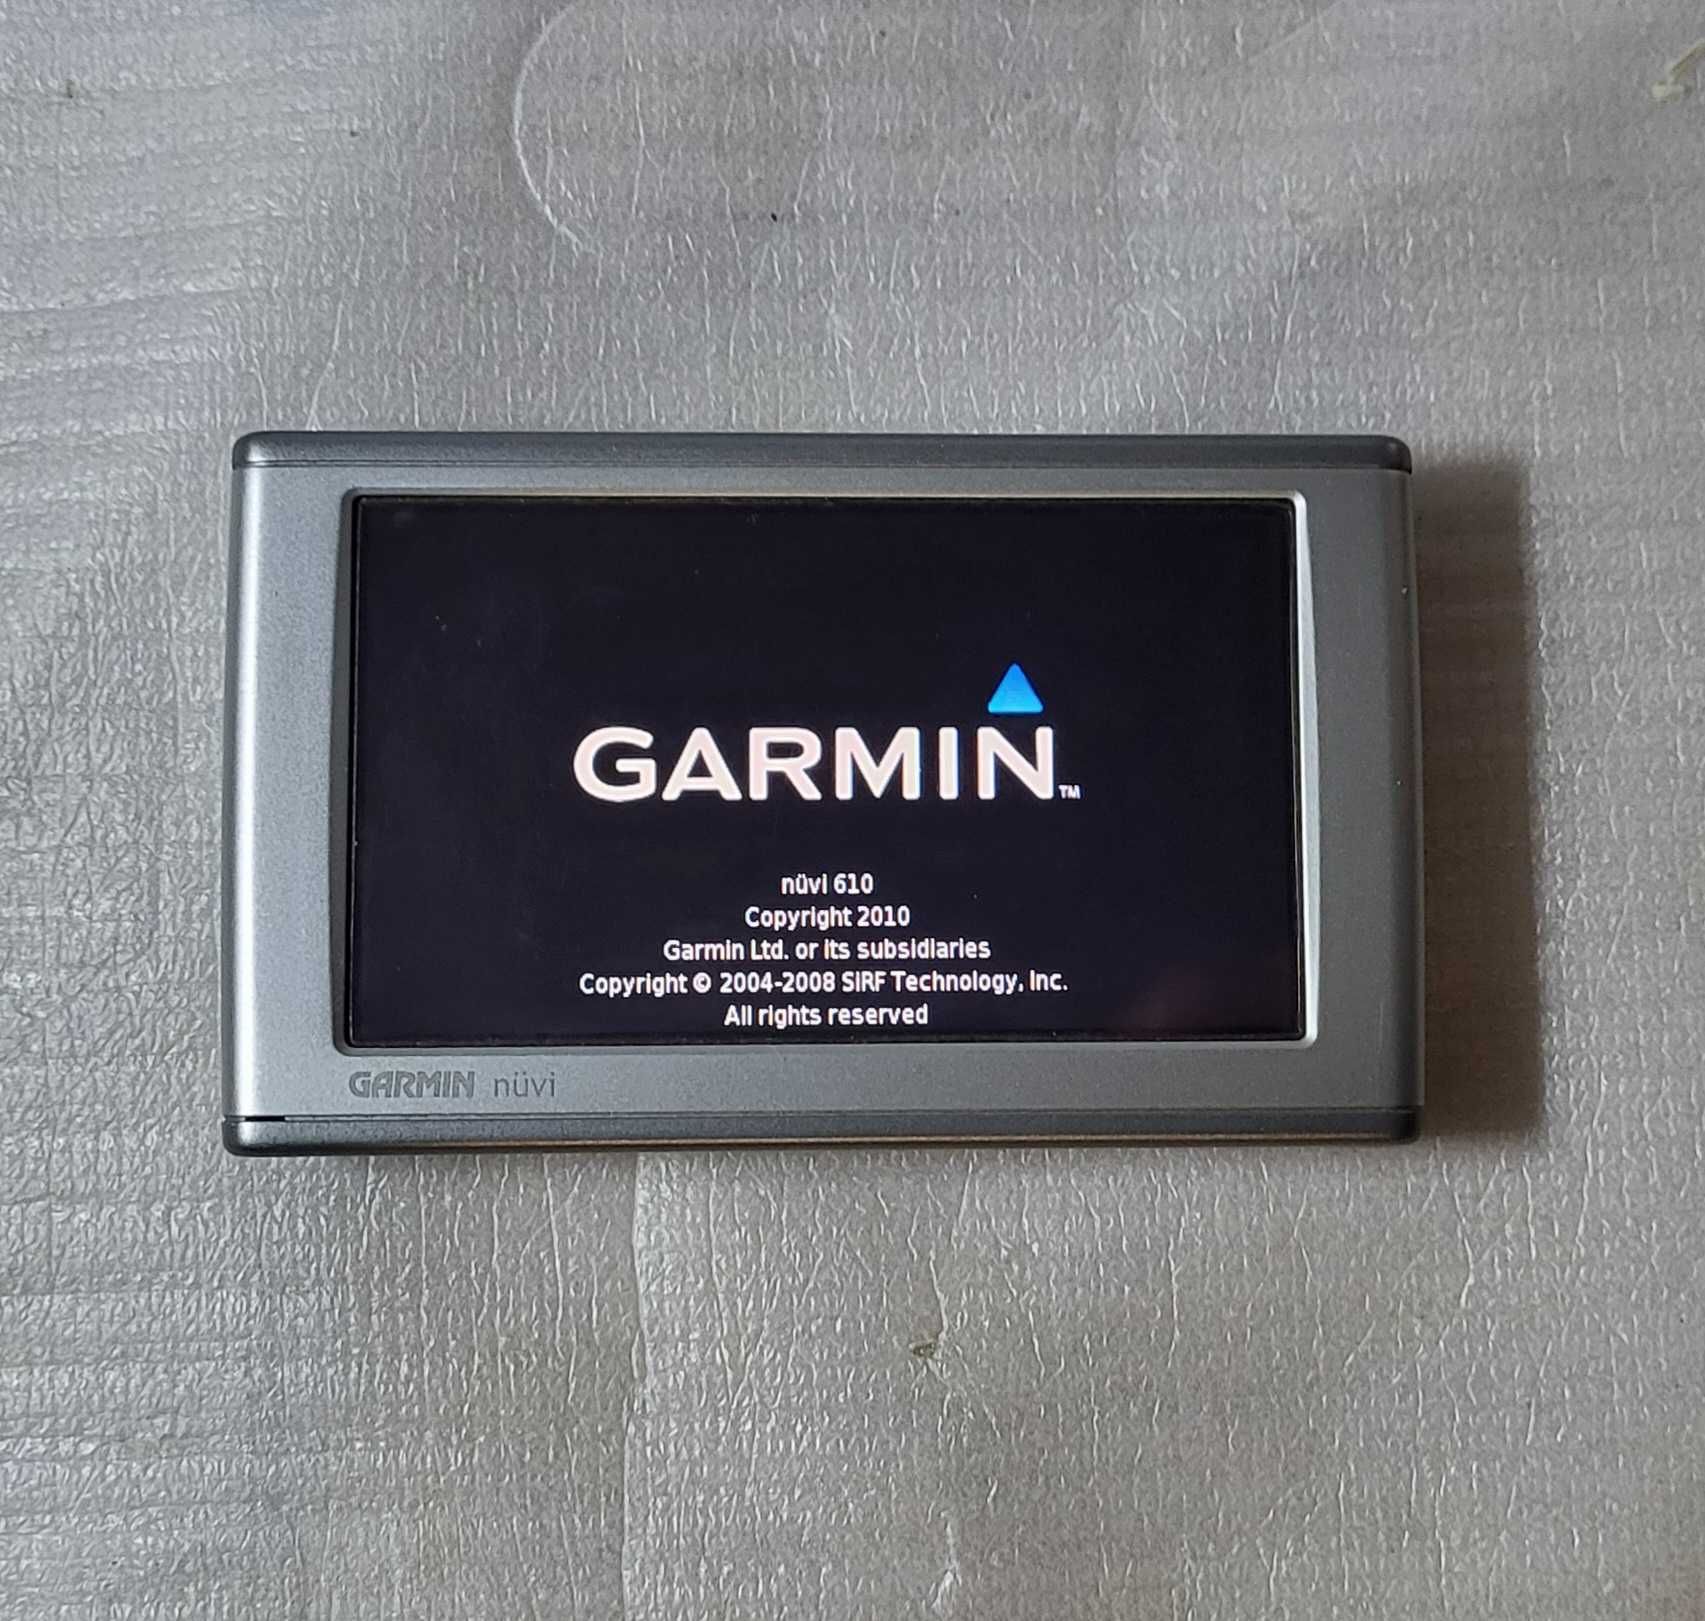 GARMIN™
nüvi 610
Copyright 2010
Garmin Ltd. or its subsidiaries
Copyright © 2004-2008 SiRF Technology, Inc.
All rights reserved
GARMIN nüvi